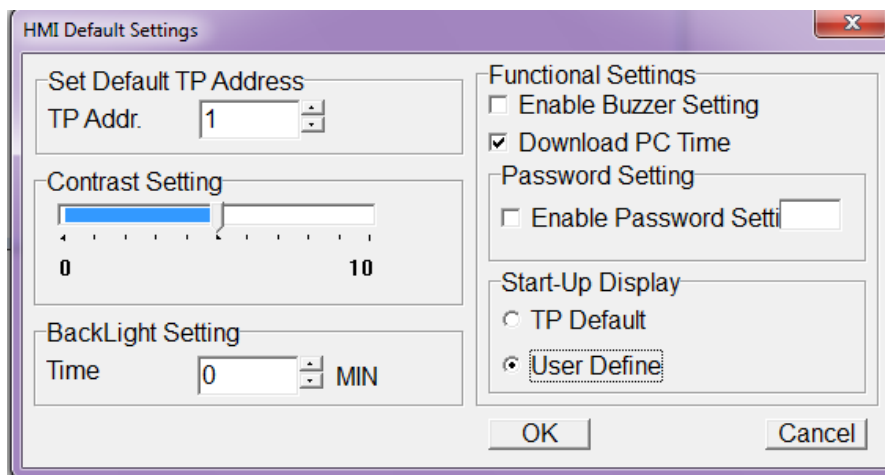 HMI Default Settings
Set Default TP Address
TP Addr.
1
Contrast Setting
0
10
BackLight Setting
Time
0
MIN
Functional Settings
Enable Buzzer Setting
Download PC Time
Password Setting
Enable Password Setti
Start-Up Display
TP Default
User Define
OK
Cancel